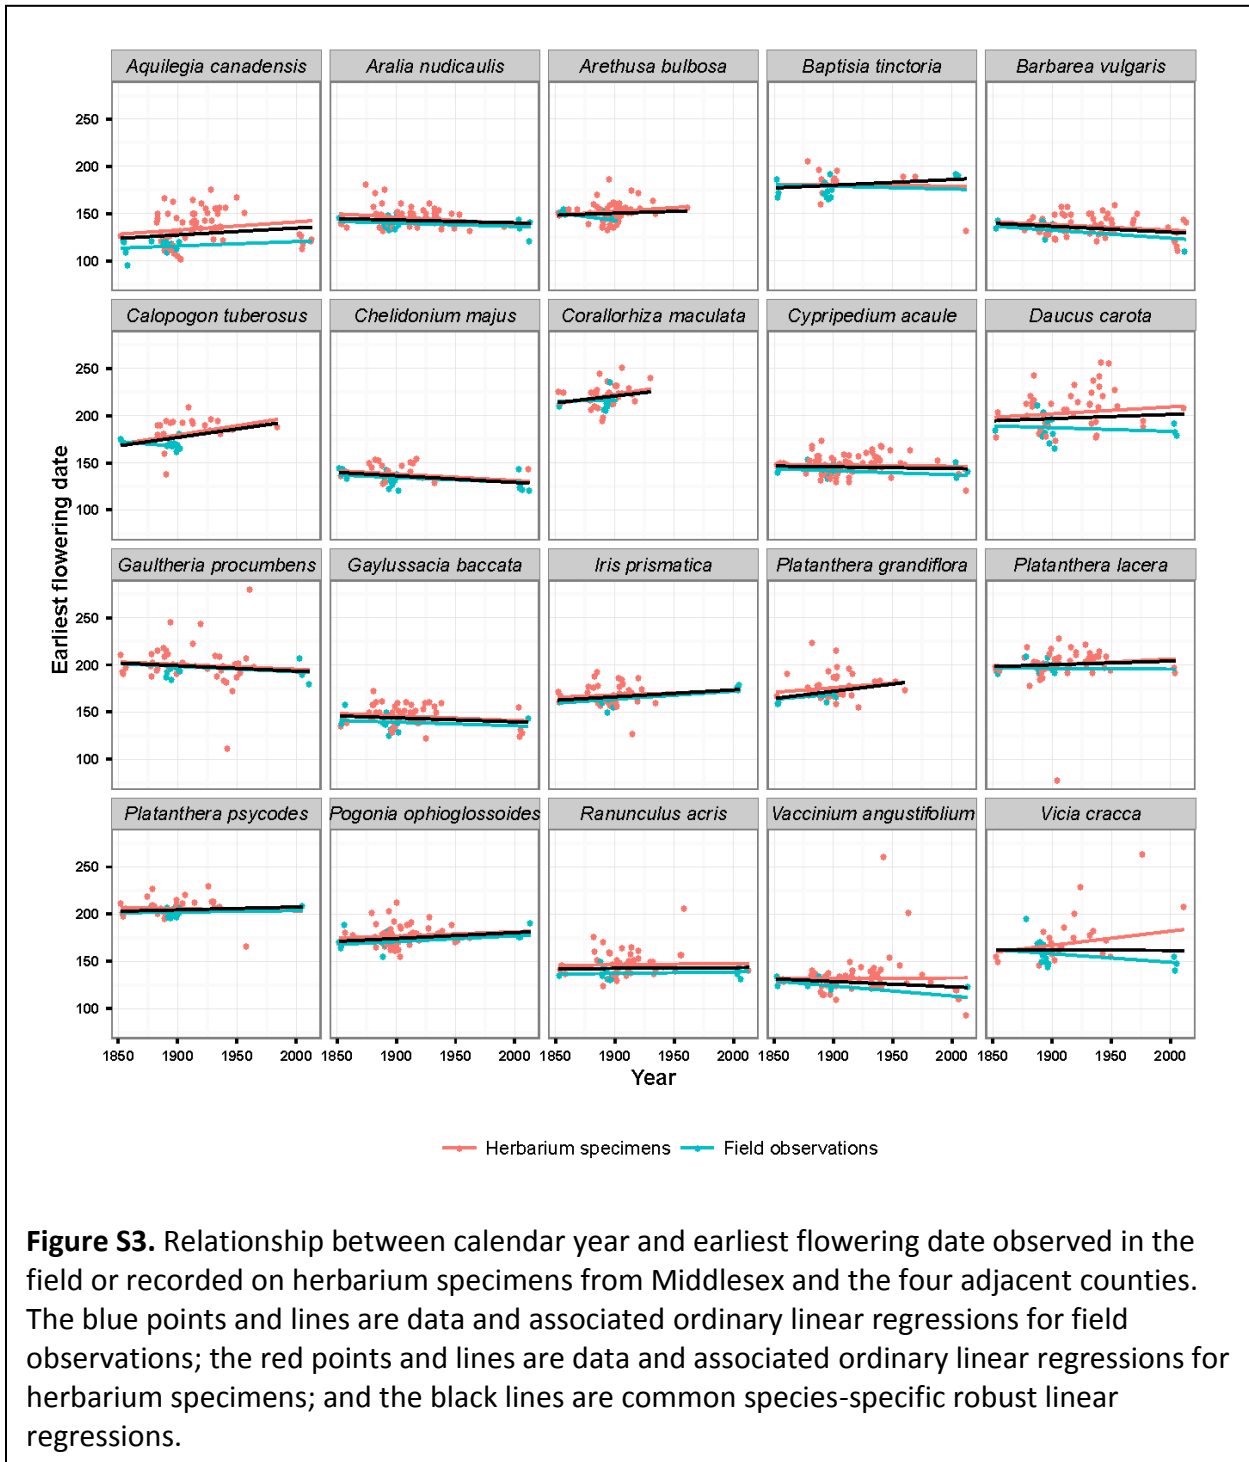 Aquilegia canadensis Aralia nudicaulis Arethusa bulbosa Baptisia tinctoria Barbarea vulgaris
250
200
150
100
Calopogon tuberosus Chelidonium majus Corallorhiza maculata Cypripedium acaule Daucus carota
250
200
150
100
Earliest flowering date
Gaultheria procumbens Gaylussacia baccata Iris prismatica Platanthera grandiflora Platanthera lacera
250
200
150
100
Platanthera psycodes Pogonia ophioglossoides Ranunculus acris Vaccinium angustifolium Vicia cracca
250
200
150
100
1850 1900 1950 2000 1850 1900 1950 2000 1850 1900 1950 2000 1850 1900 1950 2000 1850 1900 1950 2000
Year
Herbarium specimens Field observations
Figure S3. Relationship between calendar year and earliest flowering date observed in the
field or recorded on herbarium specimens from Middlesex and the four adjacent counties.
The blue points and lines are data and associated ordinary linear regressions for field
observations; the red points and lines are data and associated ordinary linear regressions for
herbarium specimens; and the black lines are common species-specific robust linear
regressions.